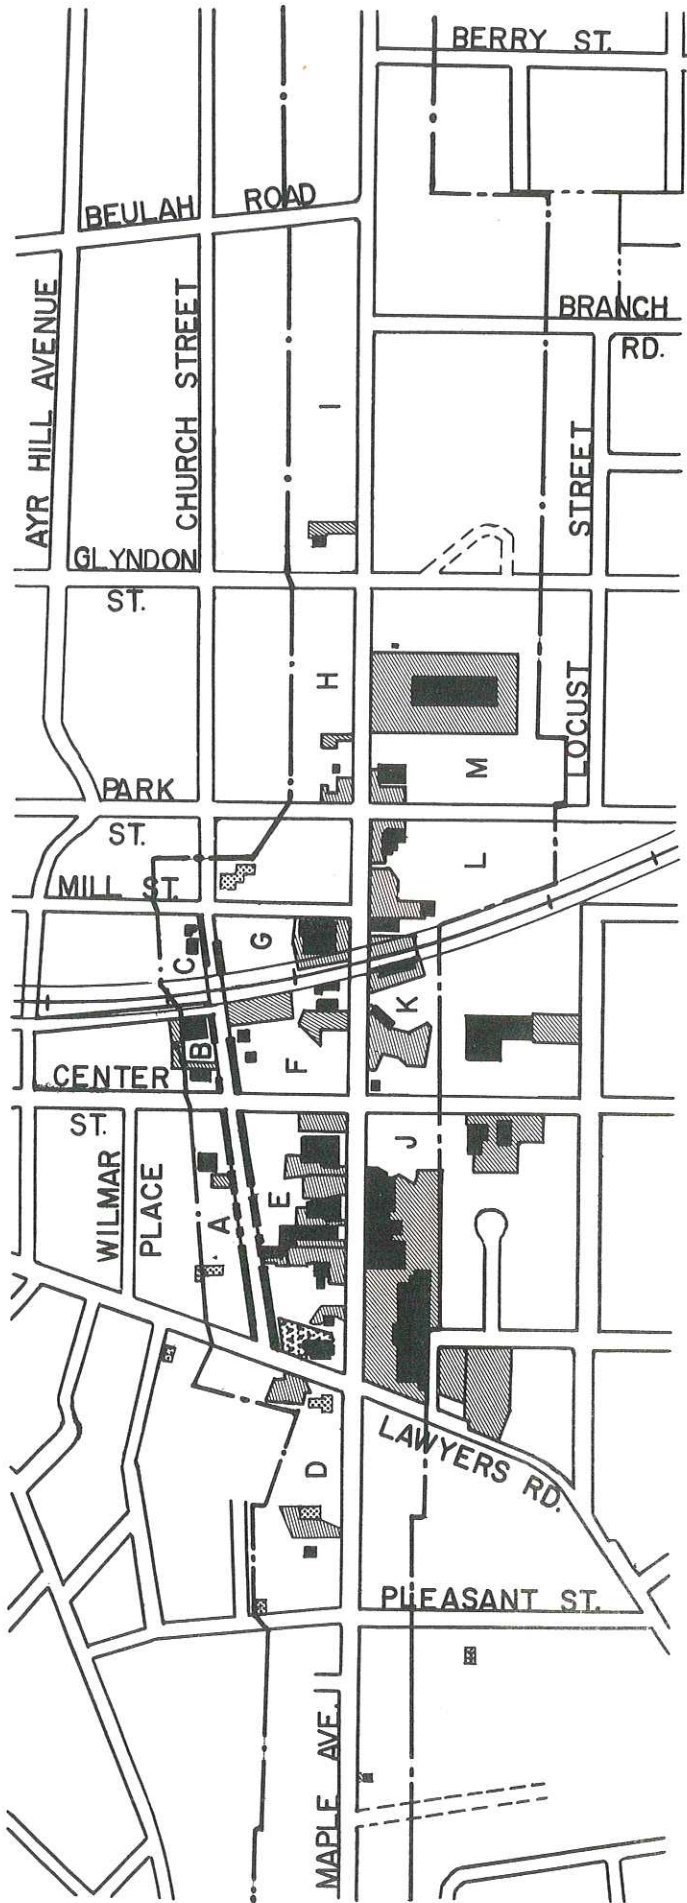 BERRY ST.
BEULAH ROAD
BRANCH
RD.
AYR HILL AVENUE
CHURCH STREET
I
STREET
GLYNDON
ST.
H
LOCUST
M
PARK
ST.
L
MILL ST.
G
C
K
B
F
CENTER
ST.
J
WILMAR
PLACE
A
E
LAWYERS RD.
D
PLEASANT ST.
MAPLE AVE.